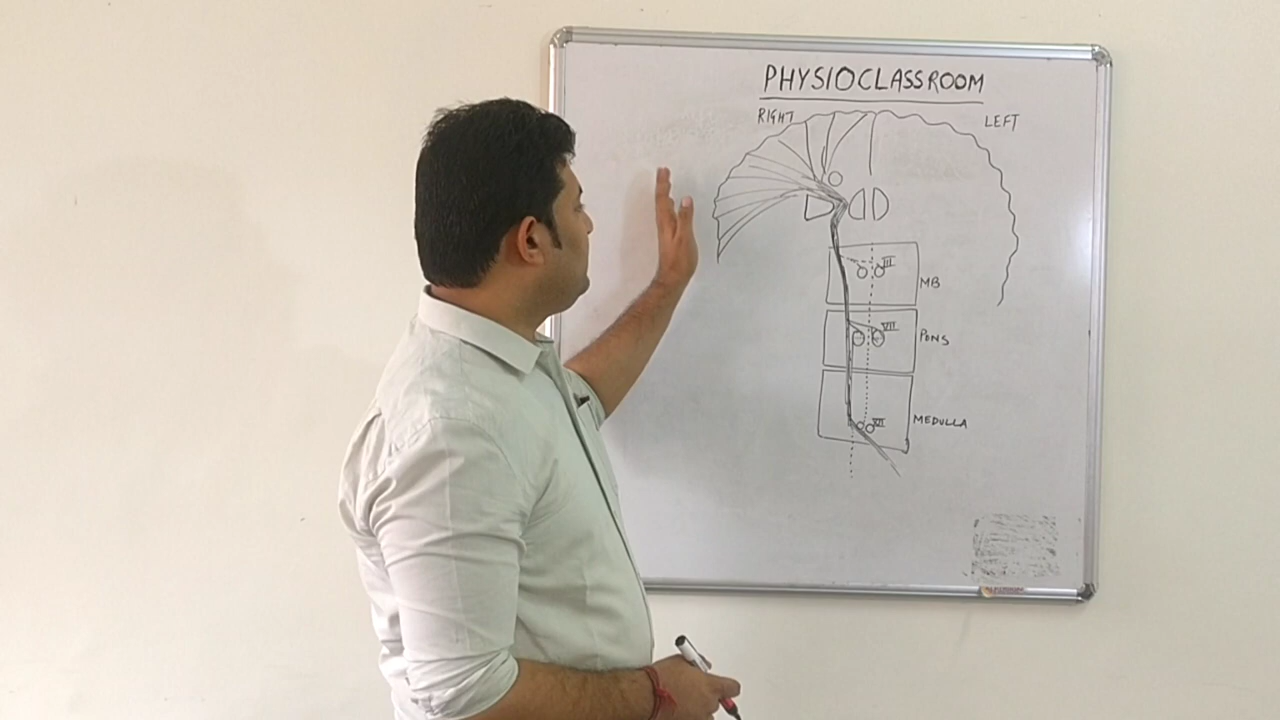 PHYSIOCLASSROOM
RIGHT
LEFT
III
MB
VII
PONS
XII
MEDULLA